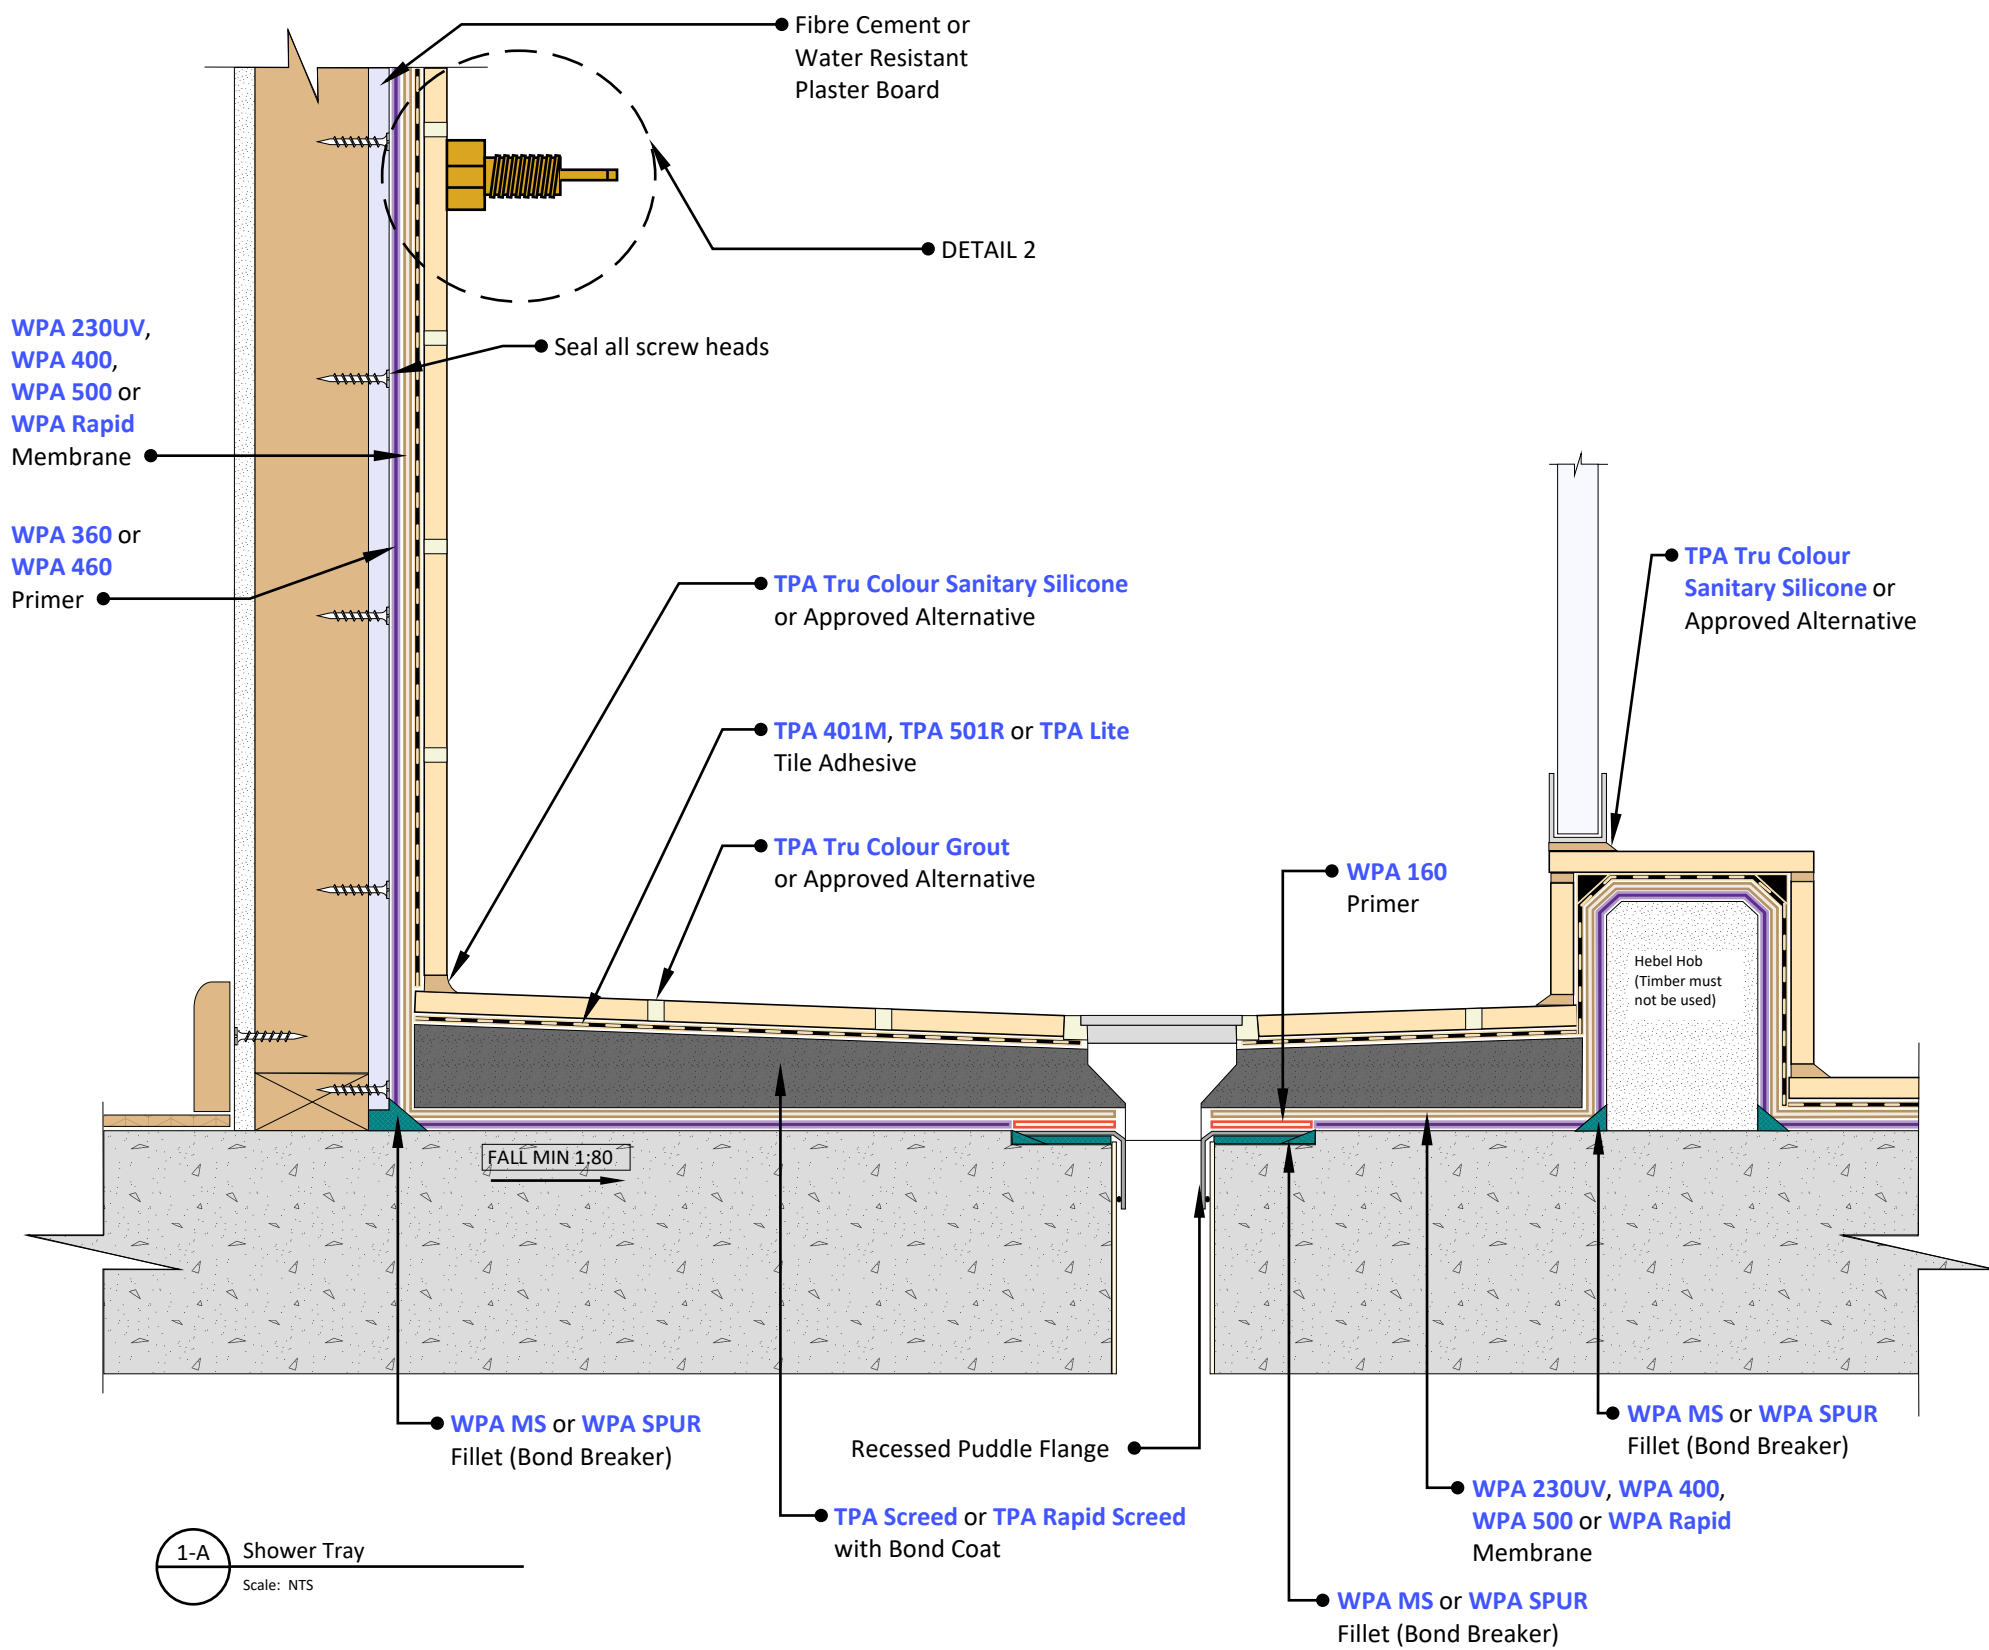 Fibre Cement or
Water Resistant
Plaster Board
DETAIL 2
WPA 230UV,
WPA 400,
WPA 500 or
WPA Rapid
Membrane
Seal all screw heads
WPA 360 or
WPA 460
Primer
TPA Tru Colour Sanitary Silicone
or Approved Alternative
TPA Tru Colour
Sanitary Silicone or
Approved Alternative
TPA 401M, TPA 501R or TPA Lite
Tile Adhesive
TPA Tru Colour Grout
or Approved Alternative
WPA 160
Primer
Hebel Hob
(Timber must
not be used)
FALL MIN 1:80
WPA MS or WPA SPUR
Fillet (Bond Breaker)
Recessed Puddle Flange
WPA MS or WPA SPUR
Fillet (Bond Breaker)
TPA Screed or TPA Rapid Screed
with Bond Coat
WPA 230UV, WPA 400,
WPA 500 or WPA Rapid
Membrane
WPA MS or WPA SPUR
Fillet (Bond Breaker)
1-A Shower Tray
Scale: NTS